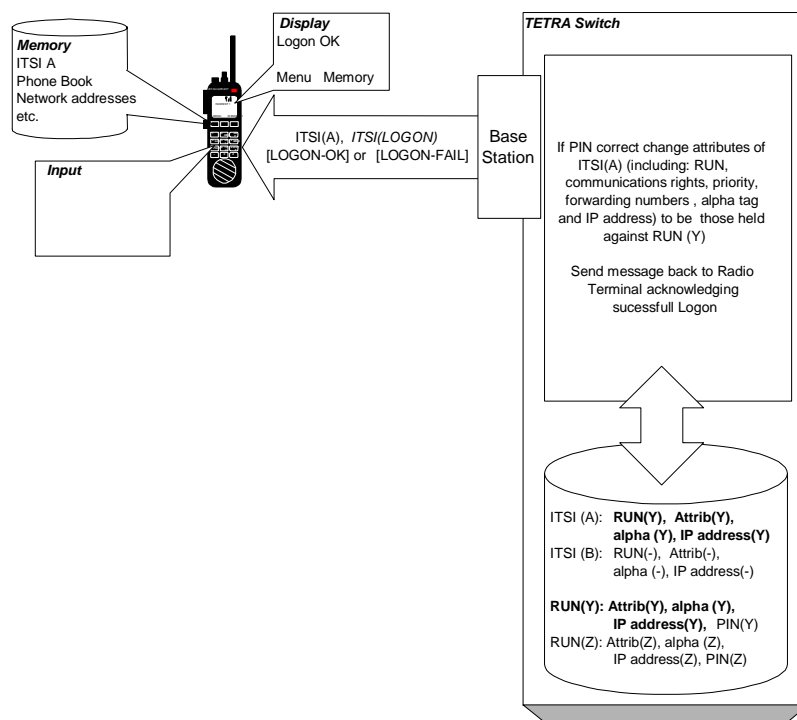 Memory
ITSI A
Phone Book
Network addresses
etc.
Display
Logon OK
Menu Memory
Input
ITSI(A), ITSI(LOGON)
[LOGON-OK] or [LOGON-FAIL]
Base
Station
TETRA Switch
If PIN correct change attributes of
ITSI(A) (including: RUN,
communications rights, priority,
forwarding numbers , alpha tag
and IP address) to be those held
against RUN (Y)
Send message back to Radio
Terminal acknowledging
sucessfull Logon
ITSI (A): RUN(Y), Attrib(Y),
alpha (Y), IP address(Y)
ITSI (B): RUN(-), Attrib(-),
alpha (-), IP address(-)
RUN(Y): Attrib(Y), alpha (Y),
IP address(Y), PIN(Y)
RUN(Z): Attrib(Z), alpha (Z),
IP address(Z), PIN(Z)